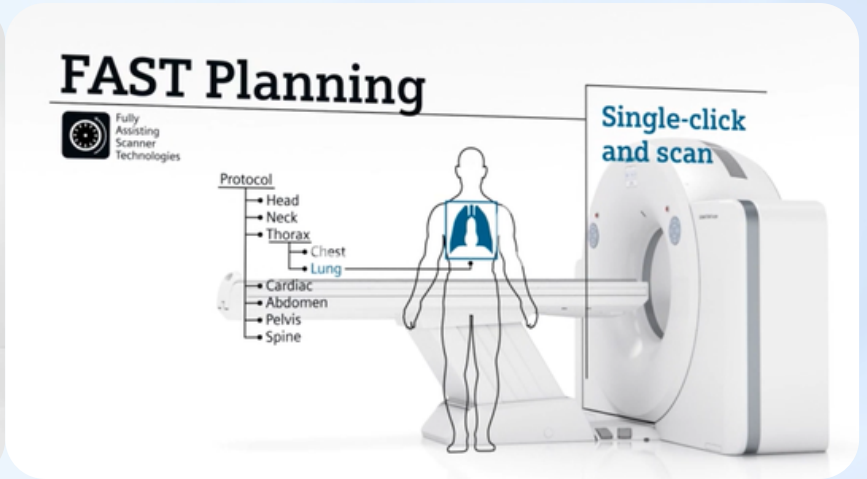 FAST Planning
Fully
Assisting
Scanner
Technologies
Single-click
and scan
Protocol
Head
Neck
Thorax
Chest
Lung
Cardiac
Abdomen
Pelvis
Spine